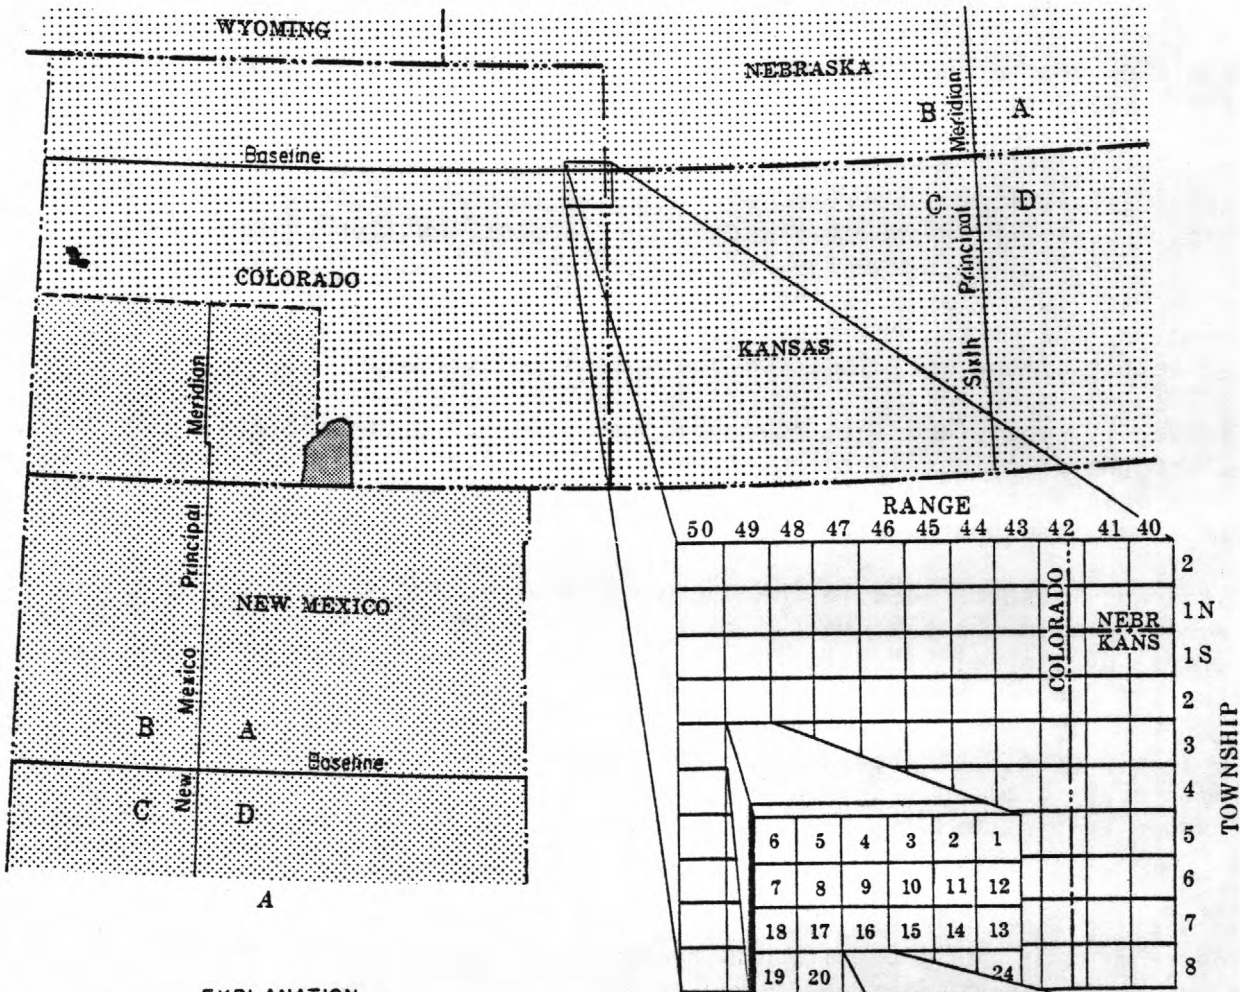 WYOMING
NEBRASKA
Meridian
B
A
Baseline
C
D
Principal
COLORADO
KANSAS
Sixth
Meridian
RANGE
50 49 48 47 46 45 44 43 42 41 40
Principal
NEW MEXICO
2
1N
1S
2
3
4
5
6
7
8
COLORADO
NEBR
KANS
TOWNSHIP
Mexico
B
A
Baseline
New
C
D
A
6 5 4 3 2 1
7 8 9 10 11 12
18 17 16 15 14 13
19 20 24